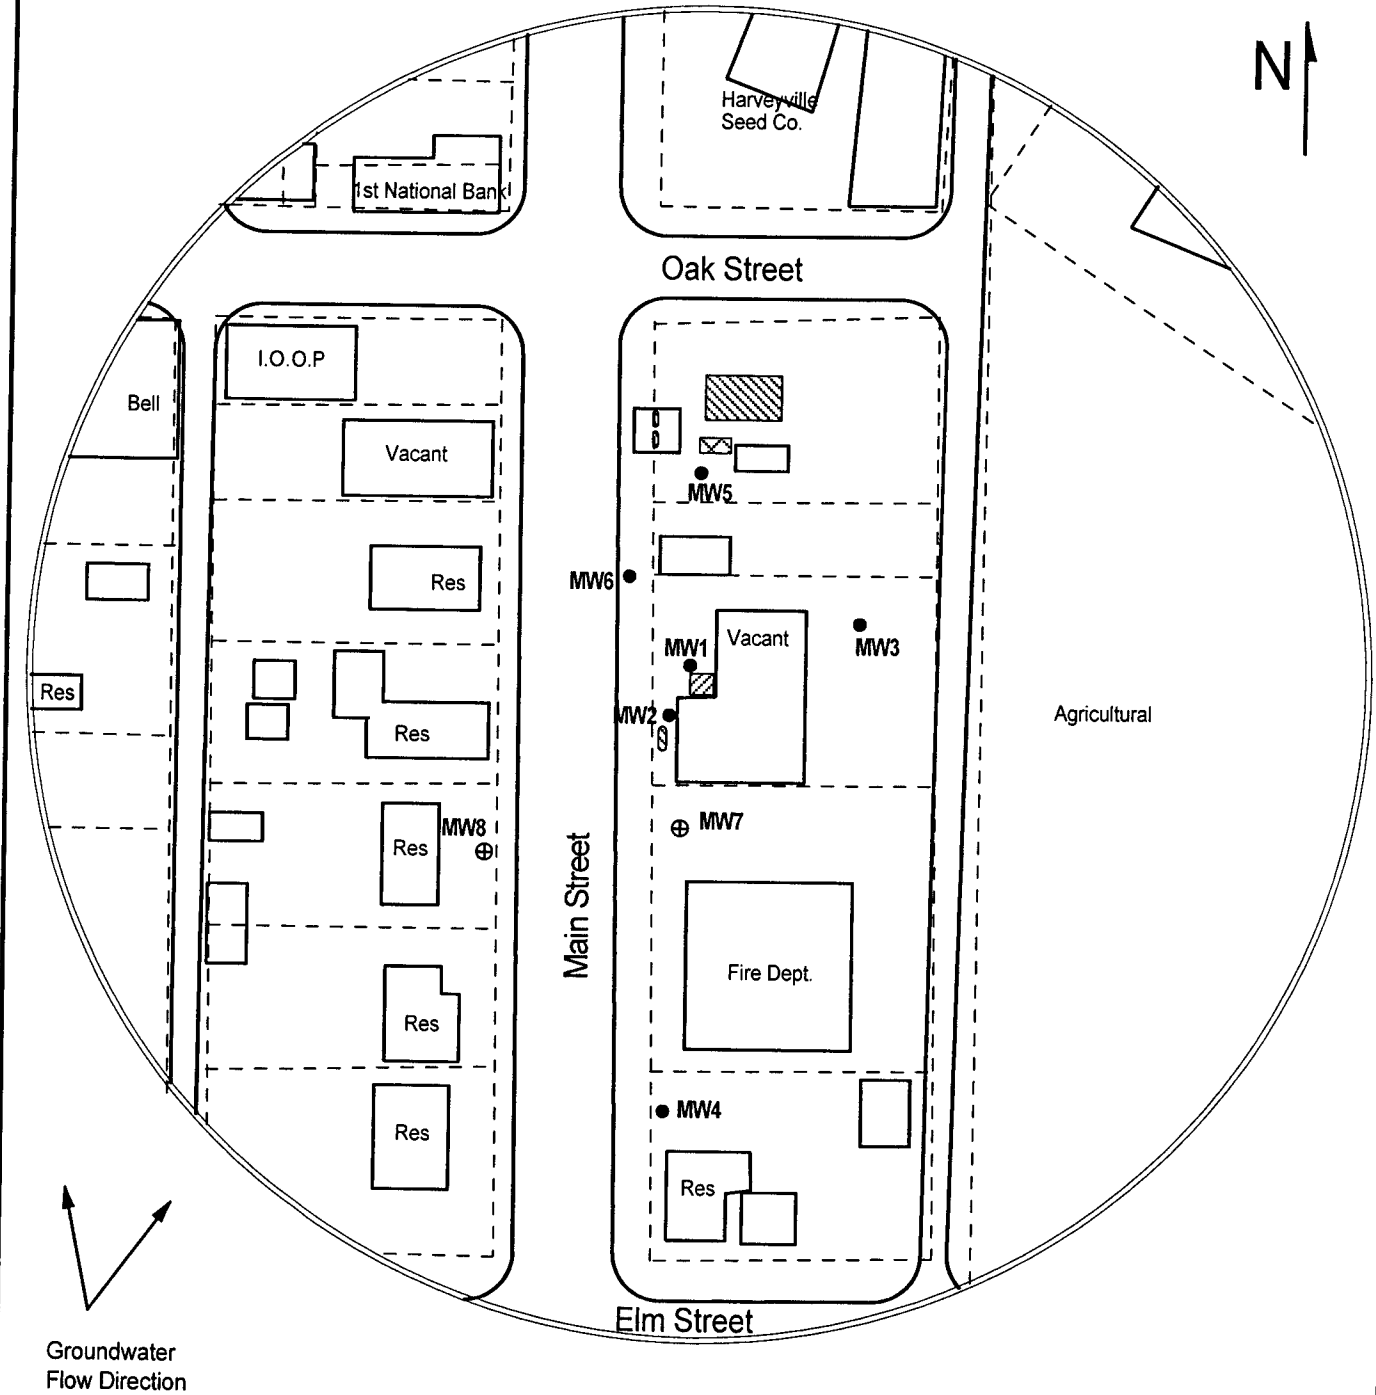 N
Harveyville
Seed Co.
1st National Bank
Oak Street
I.O.O.P
Bell
Vacant
MW5
MW6
Res
MW1
Vacant
MW3
Res
MW2
Res
Agricultural
MW8
MW7
Res
Main Street
Fire Dept.
Res
MW4
Res
Res
Elm Street
Groundwater
Flow Direction